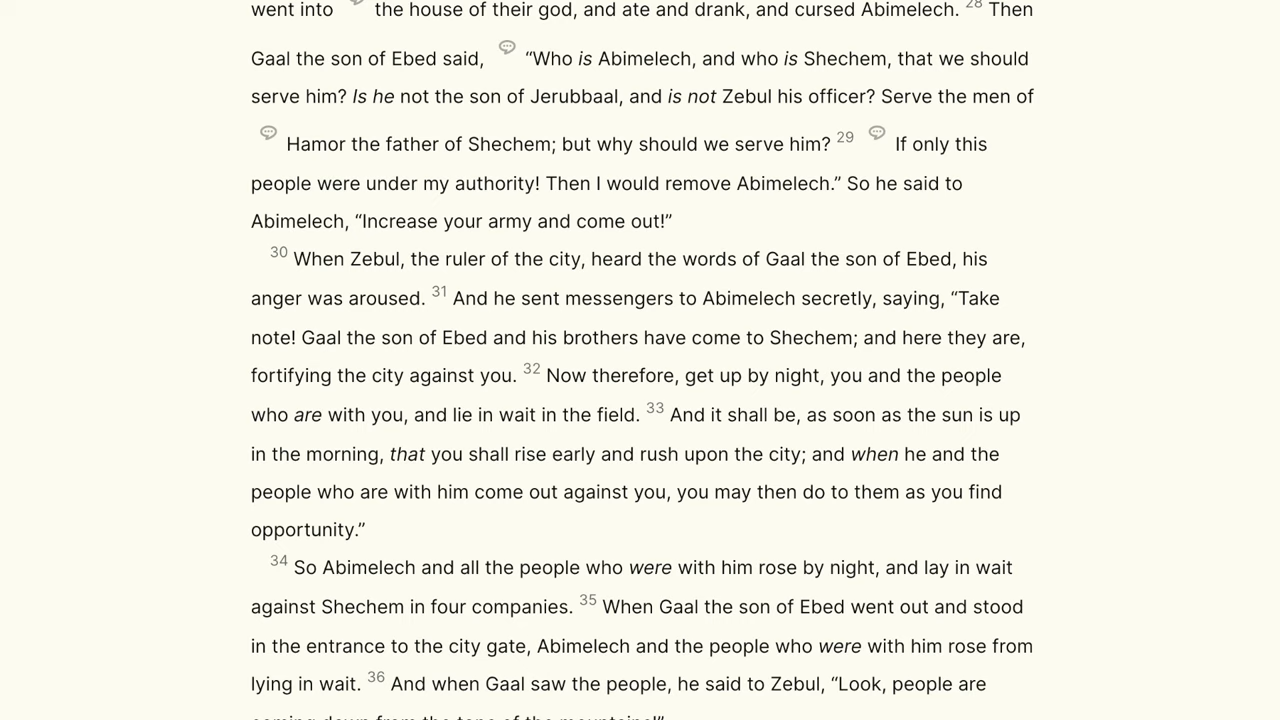 went into the house of their god, and ate and drank, and cursed Abimelech. 28 Then
Gaal the son of Ebed said, “Who is Abimelech, and who is Shechem, that we should
serve him? Is he not the son of Jerubbaal, and is not Zebul his officer? Serve the men of
Hamor the father of Shechem; but why should we serve him? 29 If only this
people were under my authority! Then I would remove Abimelech.” So he said to
Abimelech, “Increase your army and come out!”
30 When Zebul, the ruler of the city, heard the words of Gaal the son of Ebed, his
anger was aroused. 31 And he sent messengers to Abimelech secretly, saying, “Take
note! Gaal the son of Ebed and his brothers have come to Shechem; and here they are,
fortifying the city against you. 32 Now therefore, get up by night, you and the people
who are with you, and lie in wait in the field. 33 And it shall be, as soon as the sun is up
in the morning, that you shall rise early and rush upon the city; and when he and the
people who are with him come out against you, you may then do to them as you find
opportunity.”
34 So Abimelech and all the people who were with him rose by night, and lay in wait
against Shechem in four companies. 35 When Gaal the son of Ebed went out and stood
in the entrance to the city gate, Abimelech and the people who were with him rose from
lying in wait. 36 And when Gaal saw the people, he said to Zebul, “Look, people are
coming down from the tops of the mountains!”